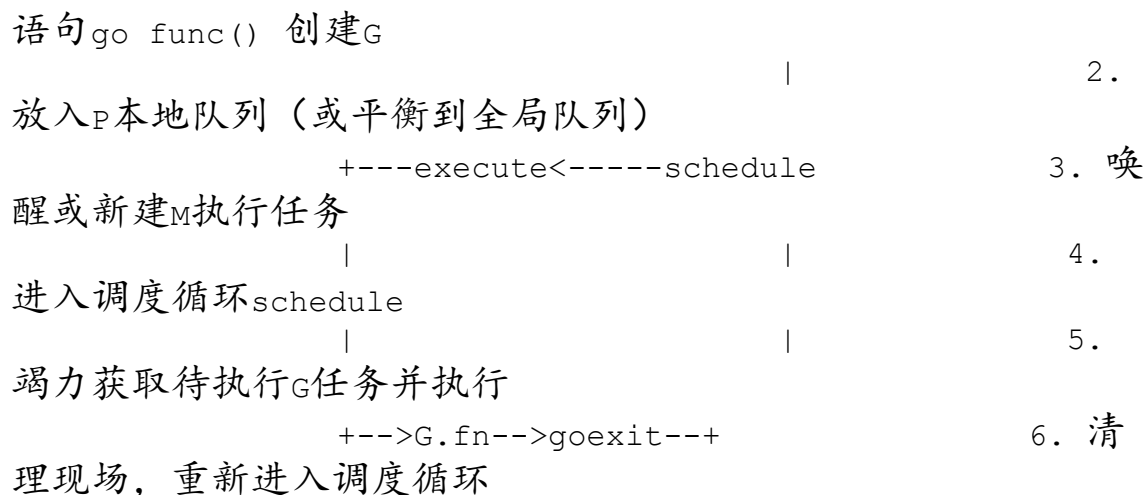 语句go func() 创建G
| 2.
放入P本地队列（或平衡到全局队列）
+---execute<-----schedule 3. 唤
醒或新建M执行任务
| | 4.
进入调度循环schedule
| | 5.
竭力获取待执行G任务并执行
+-->G.fn-->goexit--+ 6. 清
理现场，重新进入调度循环